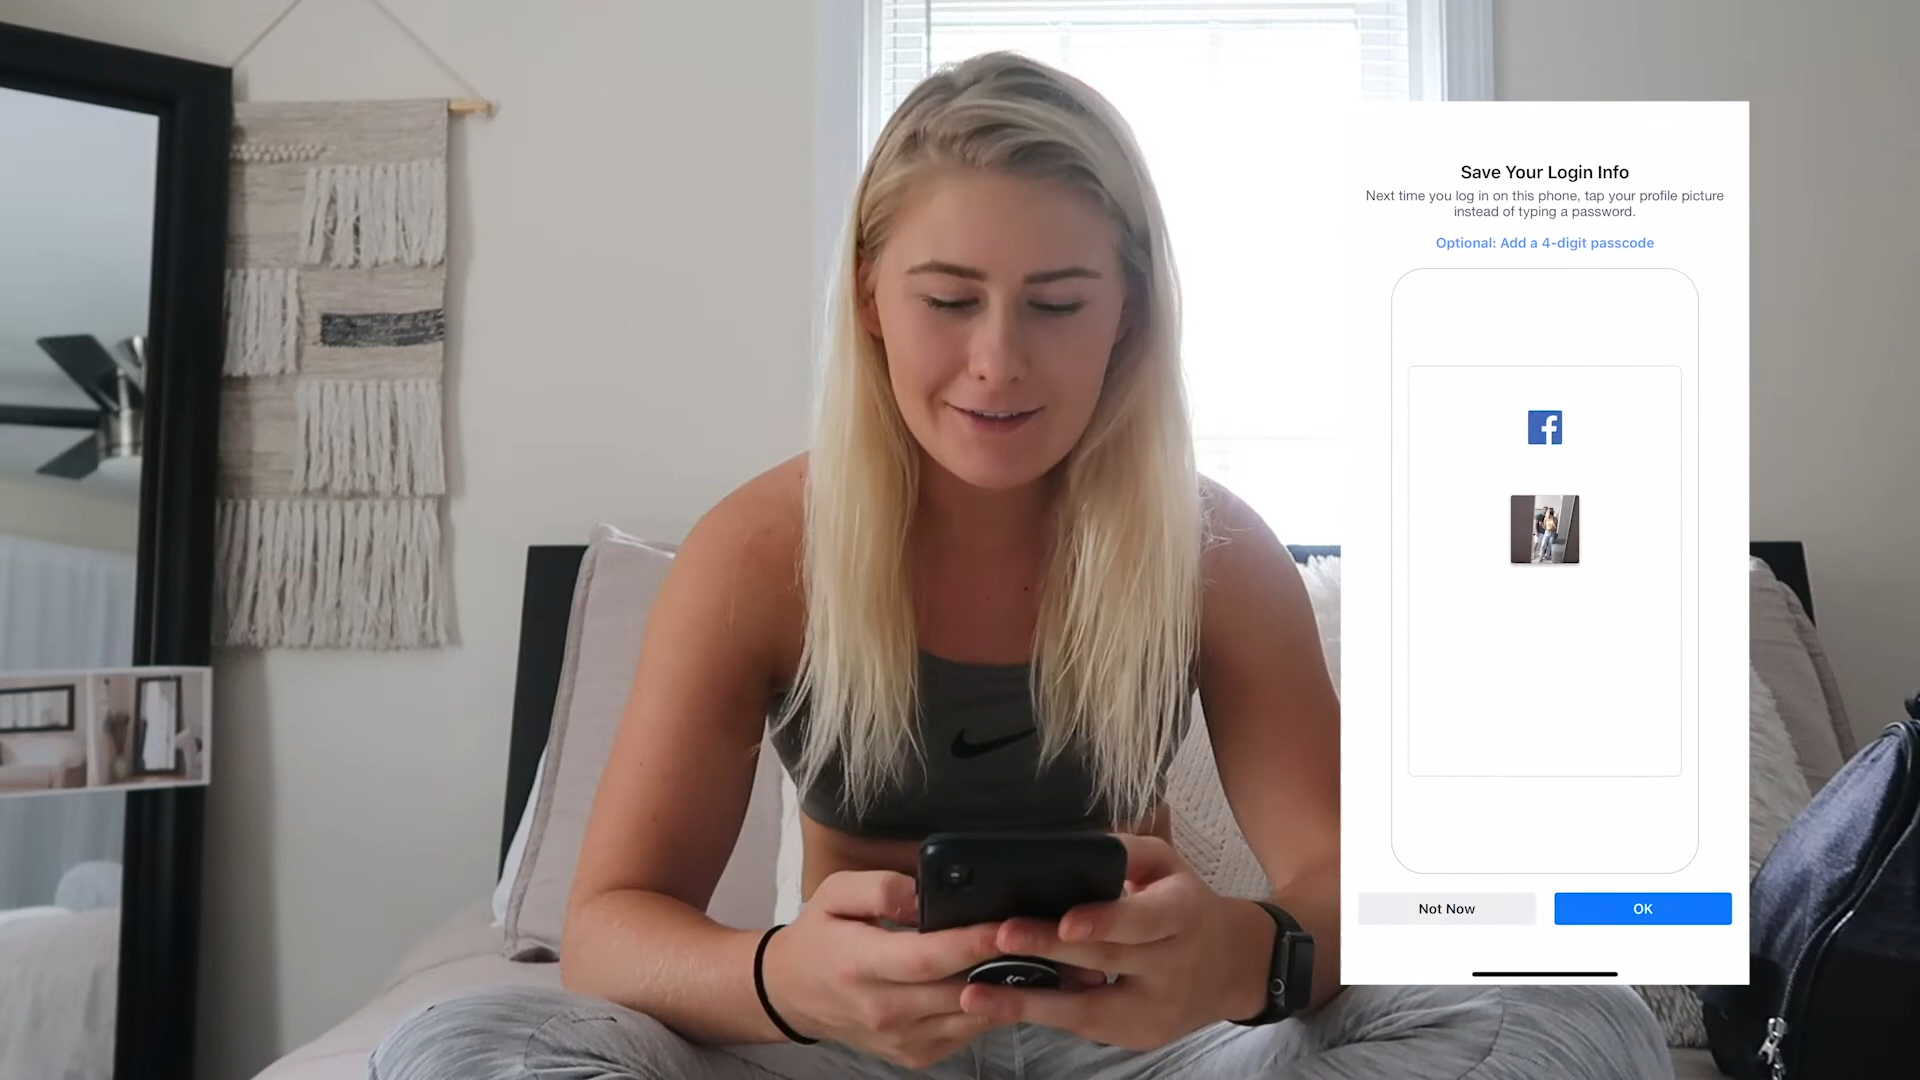 Save Your Login Info
Next time you log in on this phone, tap your profile picture
instead of typing a password.
Optional: Add a 4-digit passcode
Not Now
OK